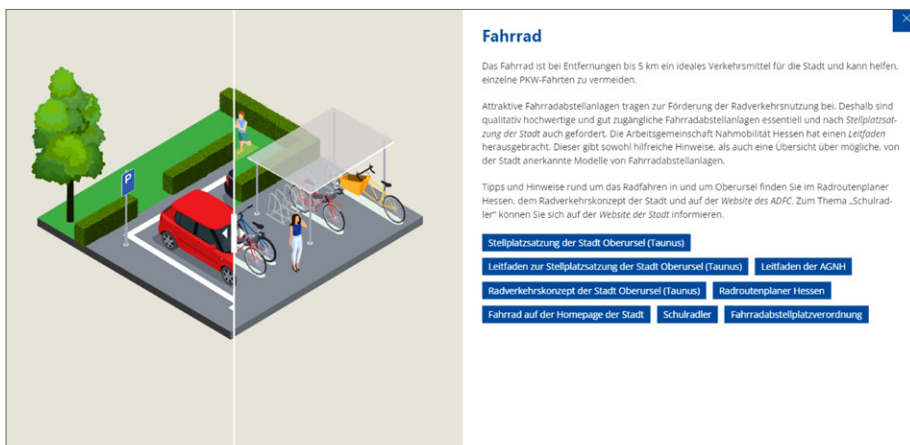 Fahrrad
Das Fahrrad ist bei Entfernungen bis 5 km ein ideales Verkehrsmittel für die Stadt und kann helfen,
einzelne PKW-Fahrten zu vermeiden.
Attraktive Fahrradabstellanlagen tragen zur Förderung der Radverkehrsnutzung bei. Deshalb sind
qualitativ hochwertige und gut zugängliche Fahrradabstellanlagen essentiell und nach Stellplatzsat-
zung der Stadt auch gefordert. Die Arbeitsgemeinschaft Nahmobilität Hessen hat einen Leitfaden
herausgebracht. Dieser gibt sowohl hilfreiche Hinweise, als auch eine Übersicht über mögliche, von
der Stadt anerkannte Modelle von Fahrradabstellanlagen.
Tipps und Hinweise rund um das Radfahren in und um Oberursel finden Sie im Radroutenplaner
Hessen, dem Radverkehrskonzept der Stadt und auf der Website des ADFC. Zum Thema „Schulrad-
ler" können Sie sich auf der Website der Stadt informieren.
Stellplatzsatzung der Stadt Oberursel (Taunus)
Leitfaden zur Stellplatzsatzung der Stadt Oberursel (Taunus) Leitfaden der AGNH
Radverkehrskonzept der Stadt Oberursel (Taunus) Radroutenplaner Hessen
Fahrrad auf der Homepage der Stadt Schulradler Fahrradabstellplatzverordnung
P